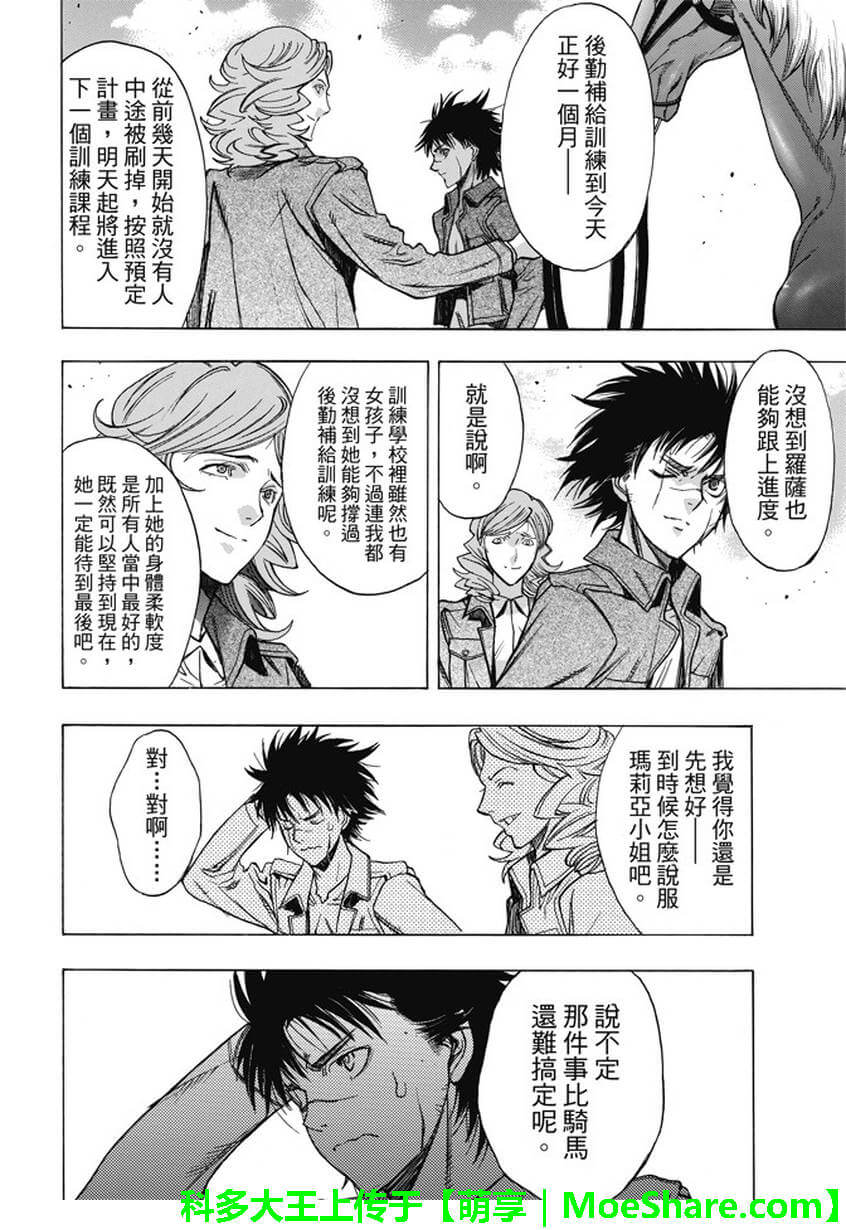 後勤補給訓練到今天
正好一個月——
從前幾天開始就沒有人
中途被刷掉，按照預定
計畫，明天起將進入
下一個訓練課程。
沒想到羅薩也
能夠跟上進度。
就是說啊。
訓練學校裡雖然也有
女孩子，不過連我都
沒想到她能夠撐過
後勤補給訓練呢。
加上她的身體柔軟度
是所有人當中最好的，
既然可以堅持到現在，
她一定能待到最後吧。
我覺得你還是
先想好——
到時候怎麼說服
瑪莉亞小姐吧。
對…對啊……
說不定
那件事比騎馬
還難搞定呢。
科多大王上传于【萌享】MoeShare.com】